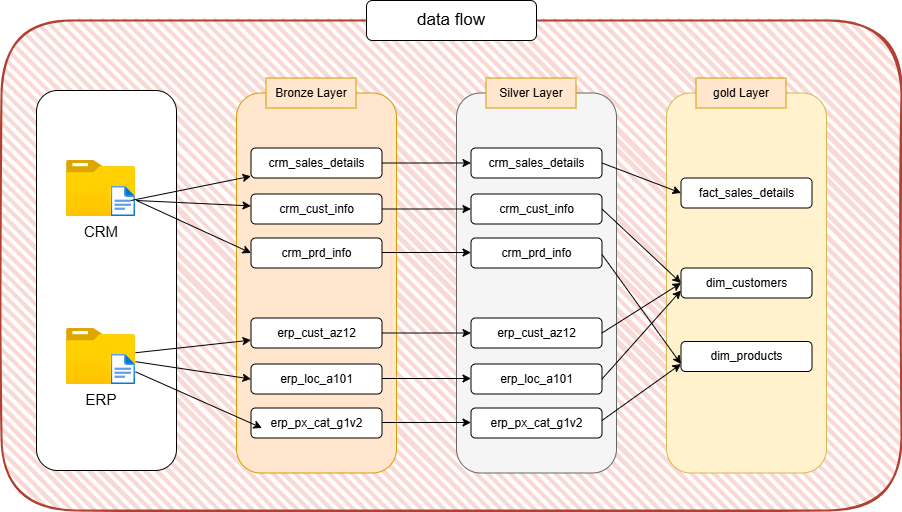 data flow
Bronze Layer
Silver Layer
gold Layer
CRM
ERP
crm_sales_details
crm_cust_info
crm_prd_info
erp_cust_az12
erp_loc_a101
erp_px_cat_g1v2
crm_sales_details
crm_cust_info
crm_prd_info
erp_cust_az12
erp_loc_a101
erp_px_cat_g1v2
fact_sales_details
dim_customers
dim_products